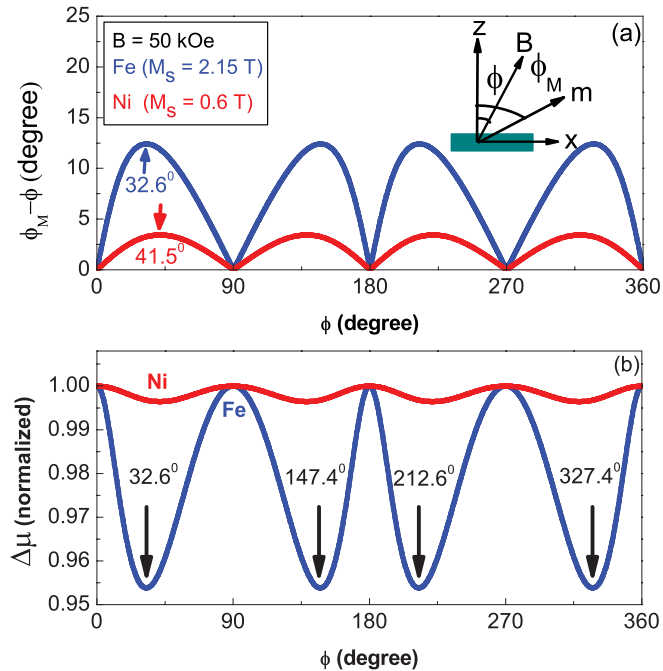 (a)
B = 50 kOe
Fe (Mₛ = 2.15 T)
Ni (Mₛ = 0.6 T)
z
B
ϕ
ϕ_M
m
x
32.6⁰
41.5⁰
25
20
15
10
5
0
ϕ_M−ϕ (degree)
0 90 180 270 360
ϕ (degree)
(b)
Ni
Fe
32.6⁰ 147.4⁰ 212.6⁰ 327.4⁰
1.00
0.99
0.98
0.97
0.96
0.95
Δμ (normalized)
0 90 180 270 360
ϕ (degree)